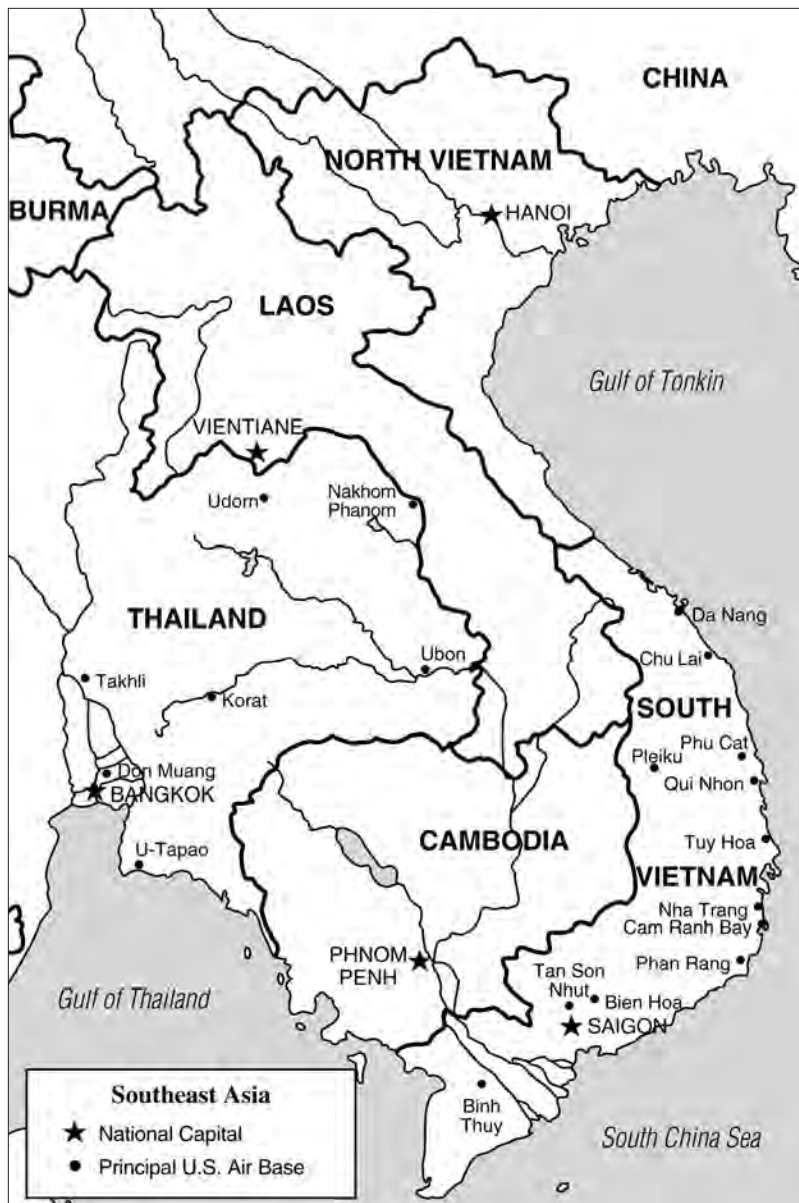 CHINA
NORTH VIETNAM
BURMA
HANOI
LAOS
Gulf of Tonkin
VIENTIANE
Udorn
Nakhom
Phanom
THAILAND
Da Nang
Ubon
Chu Lai
Takhli
Korat
SOUTH
Phu Cat
Pleiku
Don Muang
Qui Nhon
BANGKOK
CAMBODIA
Tuy Hoa
U-Tapao
VIETNAM
Nha Trang
Cam Ranh Bay
PHNOM
PENH
Phan Rang
Tan Son
Nhut
Gulf of Thailand
Bien Hoa
SAIGON
Southeast Asia
National Capital
Binh
Thuy
South China Sea
Principal U.S. Air Base